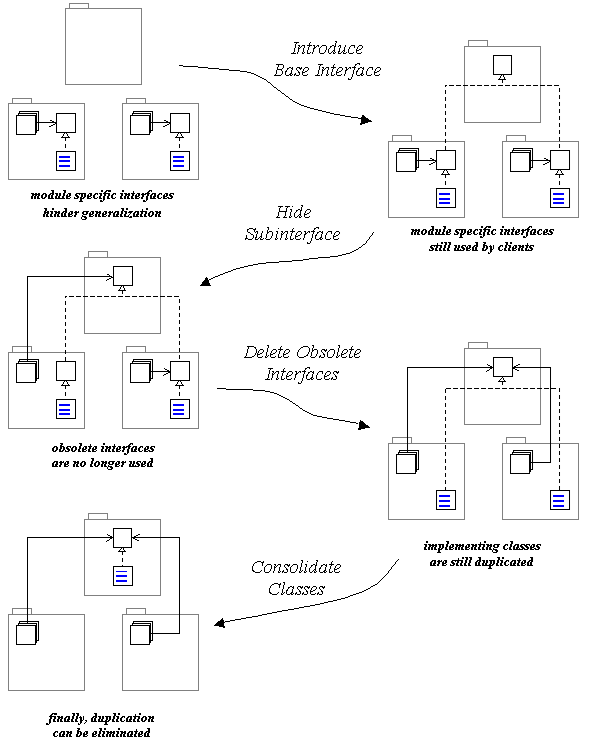 Introduce
Base Interface
module specific interfaces
hinder generalization
module specific interfaces
still used by clients
Hide
Subinterface
obsolete interfaces
are no longer used
Delete Obsolete
Interfaces
implementing classes
are still duplicated
Consolidate
Classes
finally, duplication
can be eliminated